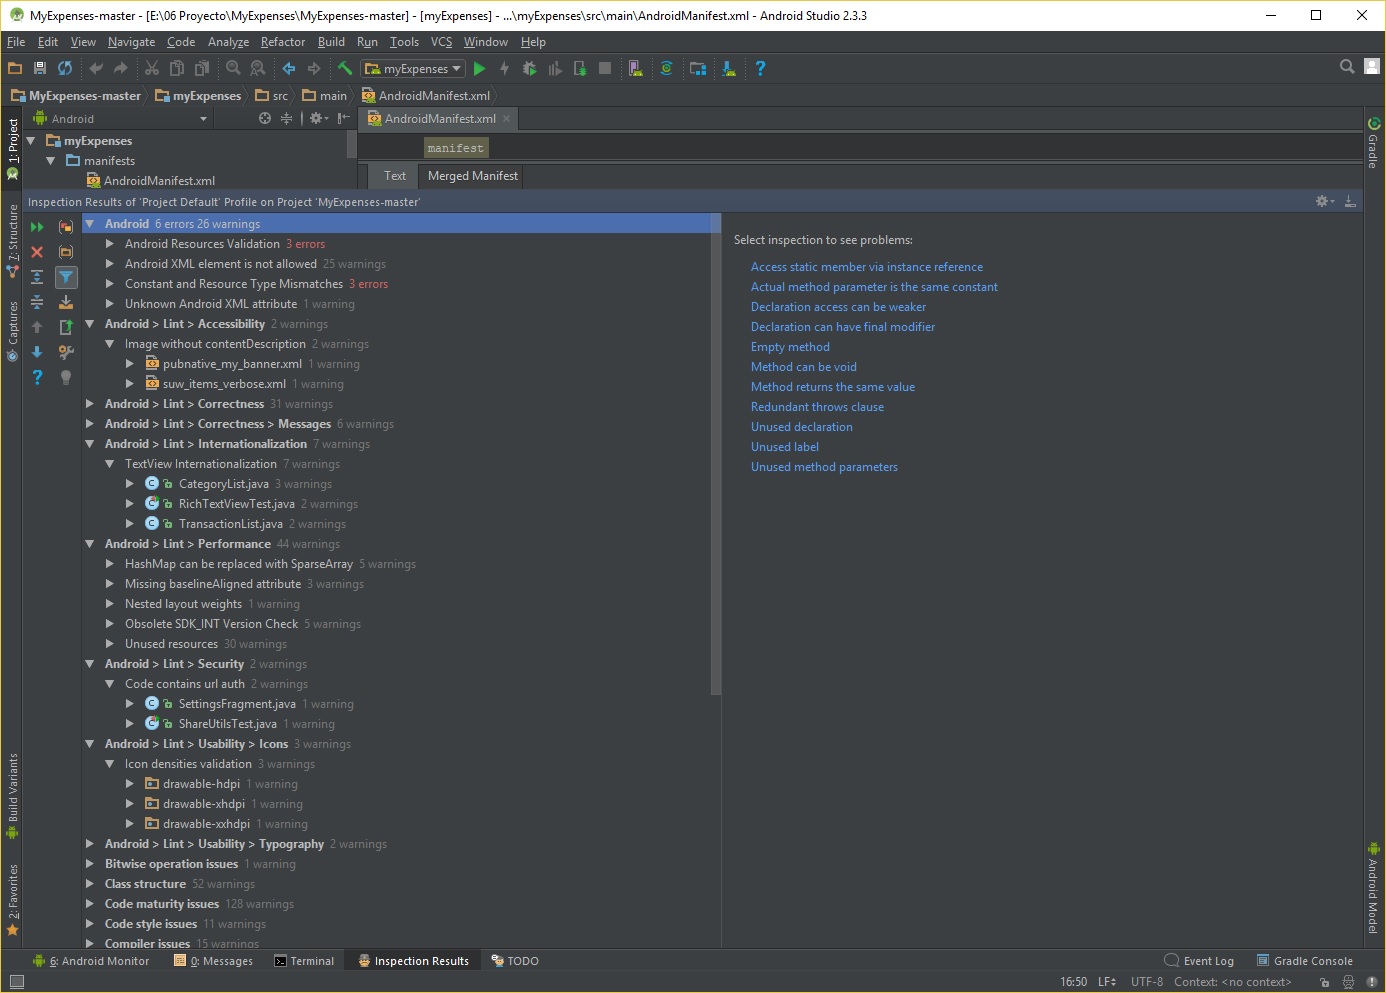 MyExpenses-master - [E:\06 Proyecto\MyExpenses\MyExpenses-master] - [myExpenses] - ...\myExpenses\src\main\AndroidManifest.xml - Android Studio 2.3.3
File Edit View Navigate Code Analyze Refactor Build Run Tools VCS Window Help
myExpenses
MyExpenses-master myExpenses src main AndroidManifest.xml
Android
AndroidManifest.xml
myExpenses
manifest
manifests
Text Merged Manifest
AndroidManifest.xml
Inspection Results of 'Project Default' Profile on Project 'MyExpenses-master'
Android 6 errors 26 warnings
Android Resources Validation 3 errors
Android XML element is not allowed 25 warnings
Constant and Resource Type Mismatches 3 errors
Unknown Android XML attribute 1 warning
Android > Lint > Accessibility 2 warnings
Image without contentDescription 2 warnings
pubnative_my_banner.xml 1 warning
suw_items_verbose.xml 1 warning
Android > Lint > Correctness 31 warnings
Android > Lint > Correctness > Messages 6 warnings
Android > Lint > Internationalization 7 warnings
TextView Internationalization 7 warnings
CategoryList.java 3 warnings
RichTextViewTest.java 2 warnings
TransactionList.java 2 warnings
Android > Lint > Performance 44 warnings
HashMap can be replaced with SparseArray 5 warnings
Missing baselineAligned attribute 3 warnings
Nested layout weights 1 warning
Obsolete SDK_INT Version Check 5 warnings
Unused resources 30 warnings
Android > Lint > Security 2 warnings
Code contains url auth 2 warnings
SettingsFragment.java 1 warning
ShareUtilsTest.java 1 warning
Android > Lint > Usability > Icons 3 warnings
Icon densities validation 3 warnings
drawable-hdpi 1 warning
drawable-xhdpi 1 warning
drawable-xxhdpi 1 warning
Android > Lint > Usability > Typography 2 warnings
Bitwise operation issues 1 warning
Class structure 52 warnings
Code maturity issues 128 warnings
Code style issues 11 warnings
Compiler issues 15 warnings
Select inspection to see problems:
Access static member via instance reference
Actual method parameter is the same constant
Declaration access can be weaker
Declaration can have final modifier
Empty method
Method can be void
Method returns the same value
Redundant throws clause
Unused declaration
Unused label
Unused method parameters
1: Project
7: Structure
Captures
Build Variants
2: Favorites
Gradle
Android Model
6: Android Monitor 0: Messages Terminal Inspection Results TODO Event Log Gradle Console
16:50 LF UTF-8 Context: <no context>